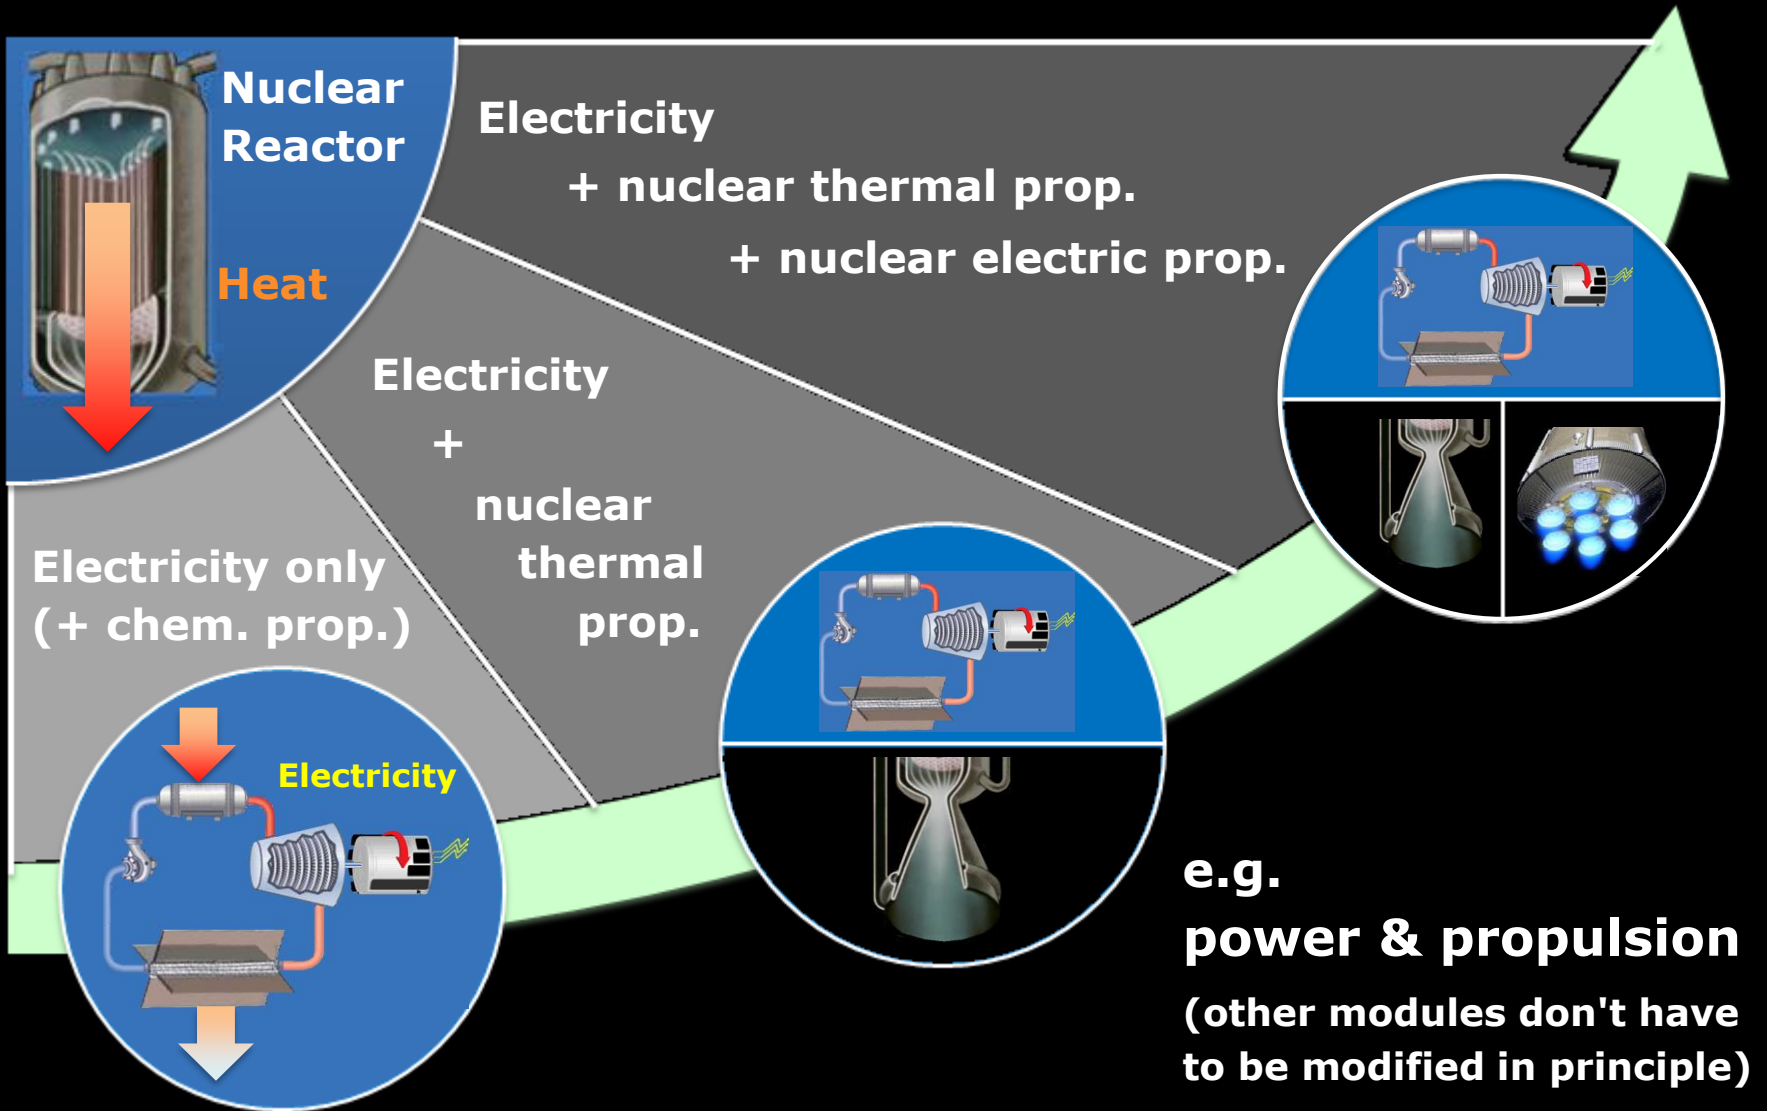 Nuclear
Reactor
Heat
Electricity
+ nuclear thermal prop.
+ nuclear electric prop.
Electricity
+
nuclear
thermal
prop.
Electricity only
(+ chem. prop.)
Electricity
e.g.
power & propulsion
(other modules don't have
to be modified in principle)